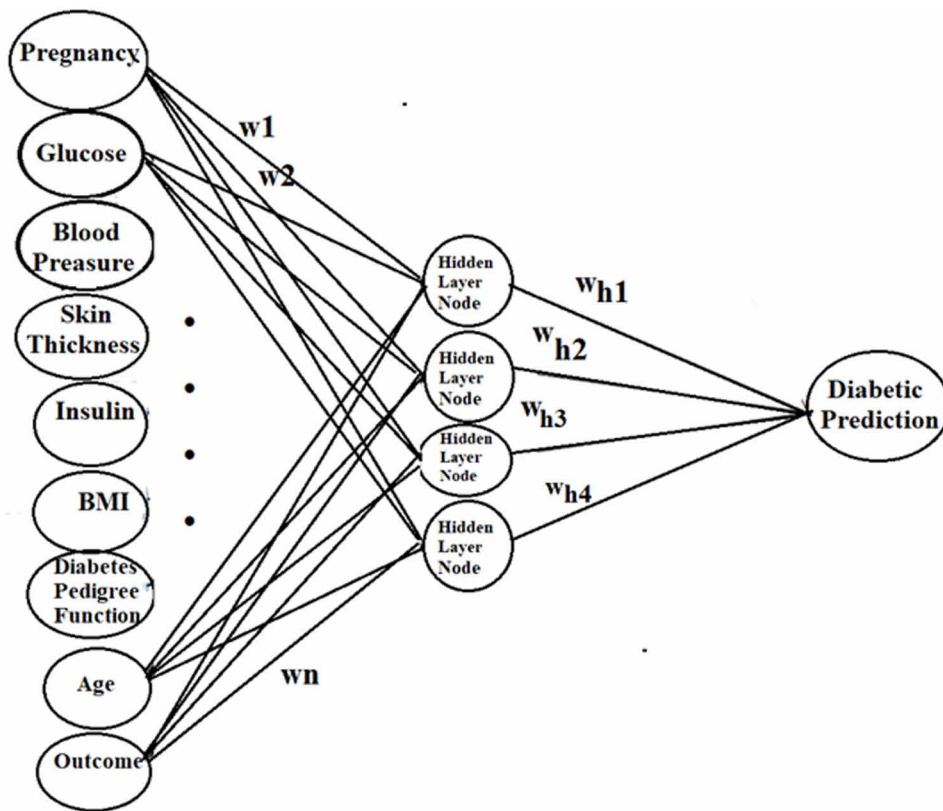 Pregnancy
Glucose
Blood
Preasure
Skin
Thickness
Insulin
BMI
Diabetes
Pedigree
Function
Age
Outcome
w1
w2
wn
Hidden
Layer
Node
Hidden
Layer
Node
Hidden
Layer
Node
Hidden
Layer
Node
wh1
wh2
wh3
wh4
Diabetic
Prediction